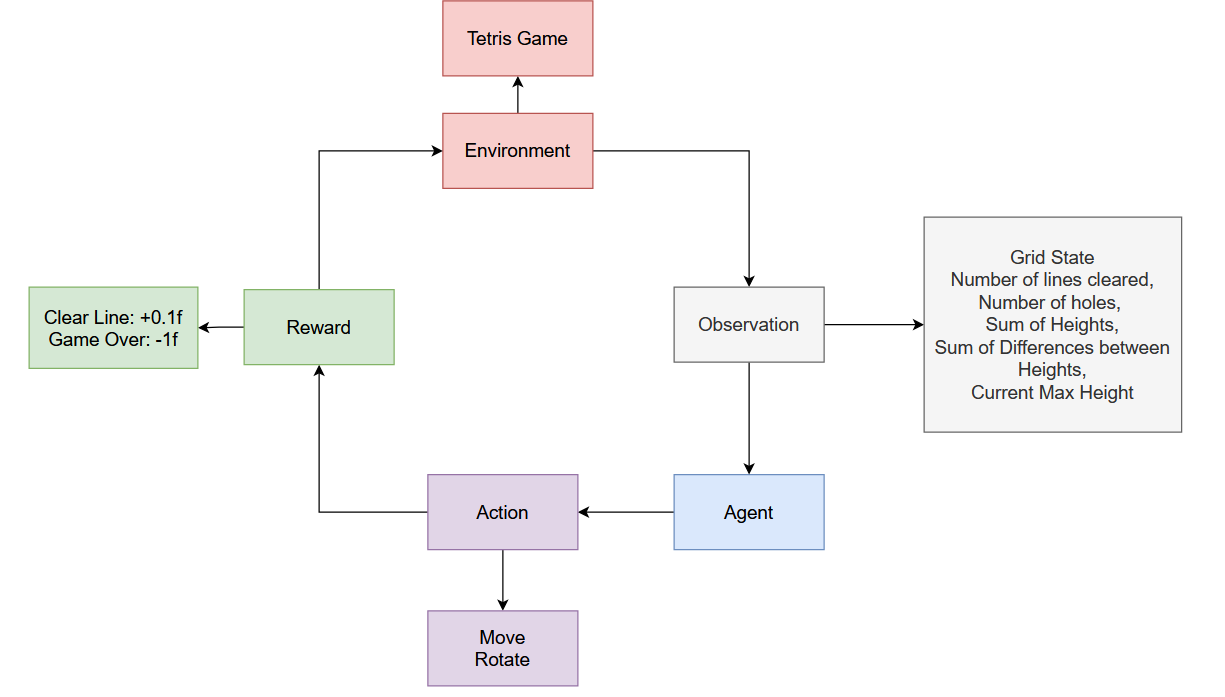 Tetris Game
Environment
Grid State
Number of lines cleared,
Number of holes,
Sum of Heights,
Sum of Differences between
Heights,
Current Max Height
Clear Line: +0.1f
Game Over: -1f
Reward
Observation
Action
Agent
Move
Rotate